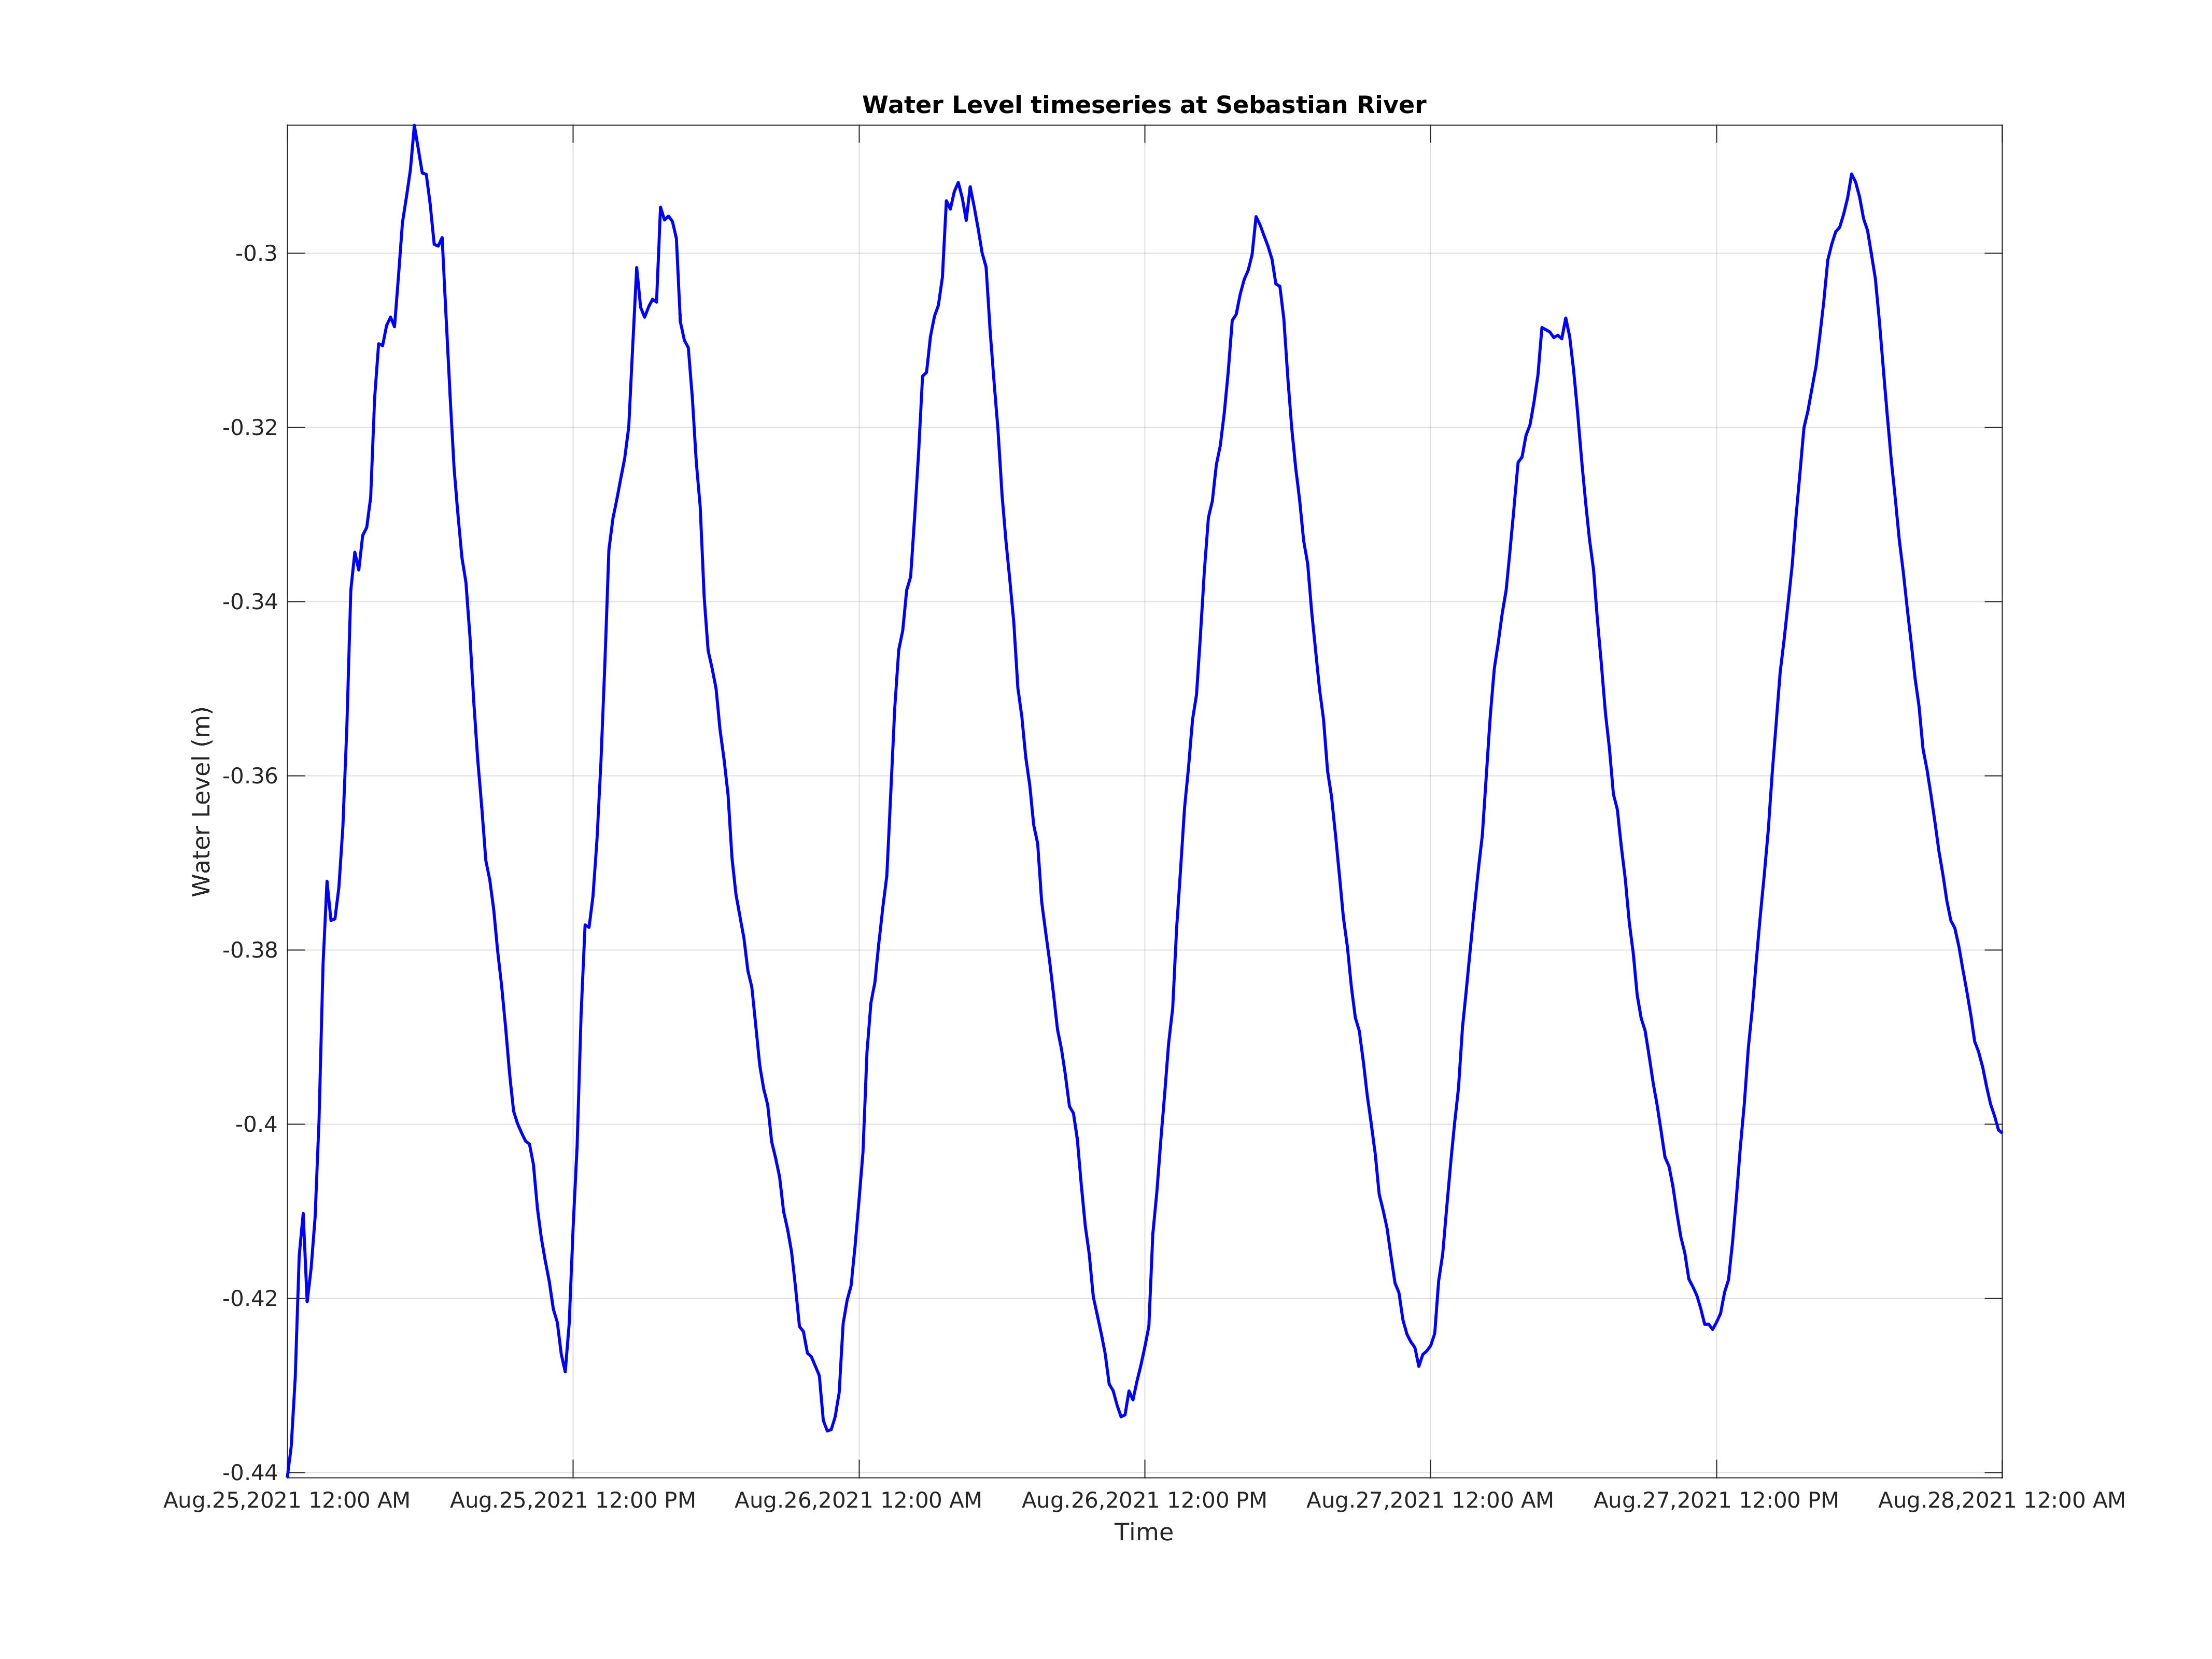 Water Level timeseries at Sebastian River
-0.3
-0.32
-0.34
-0.36
-0.38
-0.4
-0.42
-0.44
Water Level (m)
Aug.25,2021 12:00 AM Aug.25,2021 12:00 PM Aug.26,2021 12:00 AM Aug.26,2021 12:00 PM Aug.27,2021 12:00 AM Aug.27,2021 12:00 PM Aug.28,2021 12:00 AM
Time